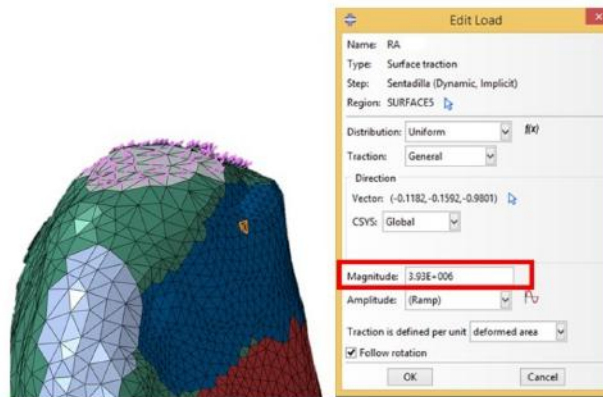 Edit Load
Name: RA
Type: Surface traction
Step: Sentadilla (Dynamic, Implicit)
Region: SURFACE5
Distribution: Uniform f(x)
Traction: General
Direction
Vector: (-0.1182,-0.1592,-0.9801)
CSYS: Global
Magnitude: 3.93E+006
Amplitude: (Ramp)
Traction is defined per unit deformed area
Follow rotation
OK Cancel